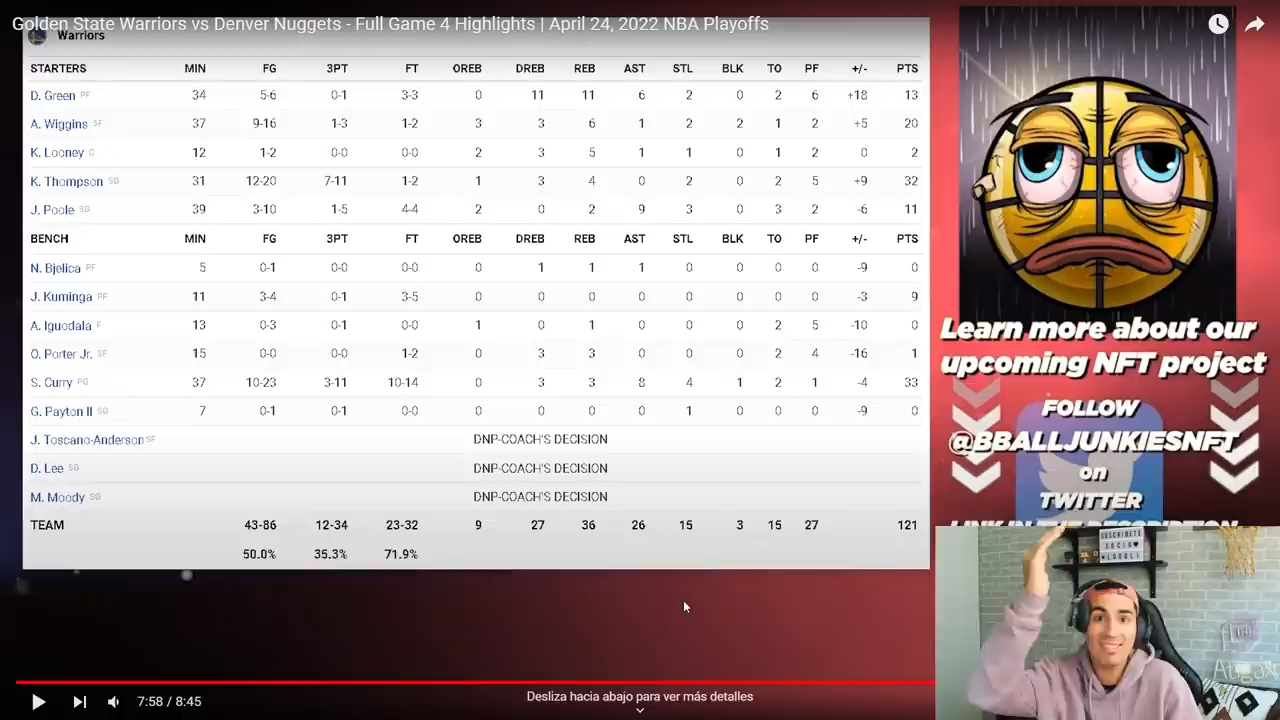 Golden State Warriors vs Denver Nuggets - Full Game 4 Highlights | April 24, 2022 NBA Playoffs
Warriors
STARTERS MIN FG 3PT FT OREB DREB REB AST STL BLK TO PF +/- PTS
D. Green PF 34 5-6 0-1 3-3 0 11 11 6 2 0 2 6 +18 13
A. Wiggins SF 37 9-16 1-3 1-2 3 3 6 1 2 2 1 2 +5 20
K. Looney C 12 1-2 0-0 0-0 2 3 5 1 1 0 1 2 0 2
K. Thompson SG 31 12-20 7-11 1-2 1 3 4 0 2 0 2 5 +9 32
J. Poole SG 39 3-10 1-5 4-4 2 0 2 9 3 0 3 2 -6 11
BENCH MIN FG 3PT FT OREB DREB REB AST STL BLK TO PF +/- PTS
N. Bjelica PF 5 0-1 0-0 0-0 0 1 1 1 0 0 0 0 -9 0
J. Kuminga PF 11 3-4 0-1 3-5 0 0 0 0 0 0 0 0 -3 9
A. Iguodala F 13 0-3 0-1 0-0 1 0 1 0 0 0 2 5 -10 0
O. Porter Jr. SF 15 0-0 0-0 1-2 0 3 3 0 0 0 2 4 -16 1
S. Curry PG 37 10-23 3-11 10-14 0 3 3 8 4 1 2 1 -4 33
G. Payton II SG 7 0-1 0-1 0-0 0 0 0 0 1 0 0 0 -9 0
J. Toscano-Anderson SF DNP-COACH'S DECISION
D. Lee SG DNP-COACH'S DECISION
M. Moody SG DNP-COACH'S DECISION
TEAM 43-86 12-34 23-32 9 27 36 26 15 3 15 27 121
50.0% 35.3% 71.9%
Learn more about our
upcoming NFT project
FOLLOW
@BBALLJUNKIESNFT
on
TWITTER
LINK IN THE DESCRIPTION
SUSCRIBETE
SOCIO
7:58 / 8:45
Desliza hacia abajo para ver más detalles